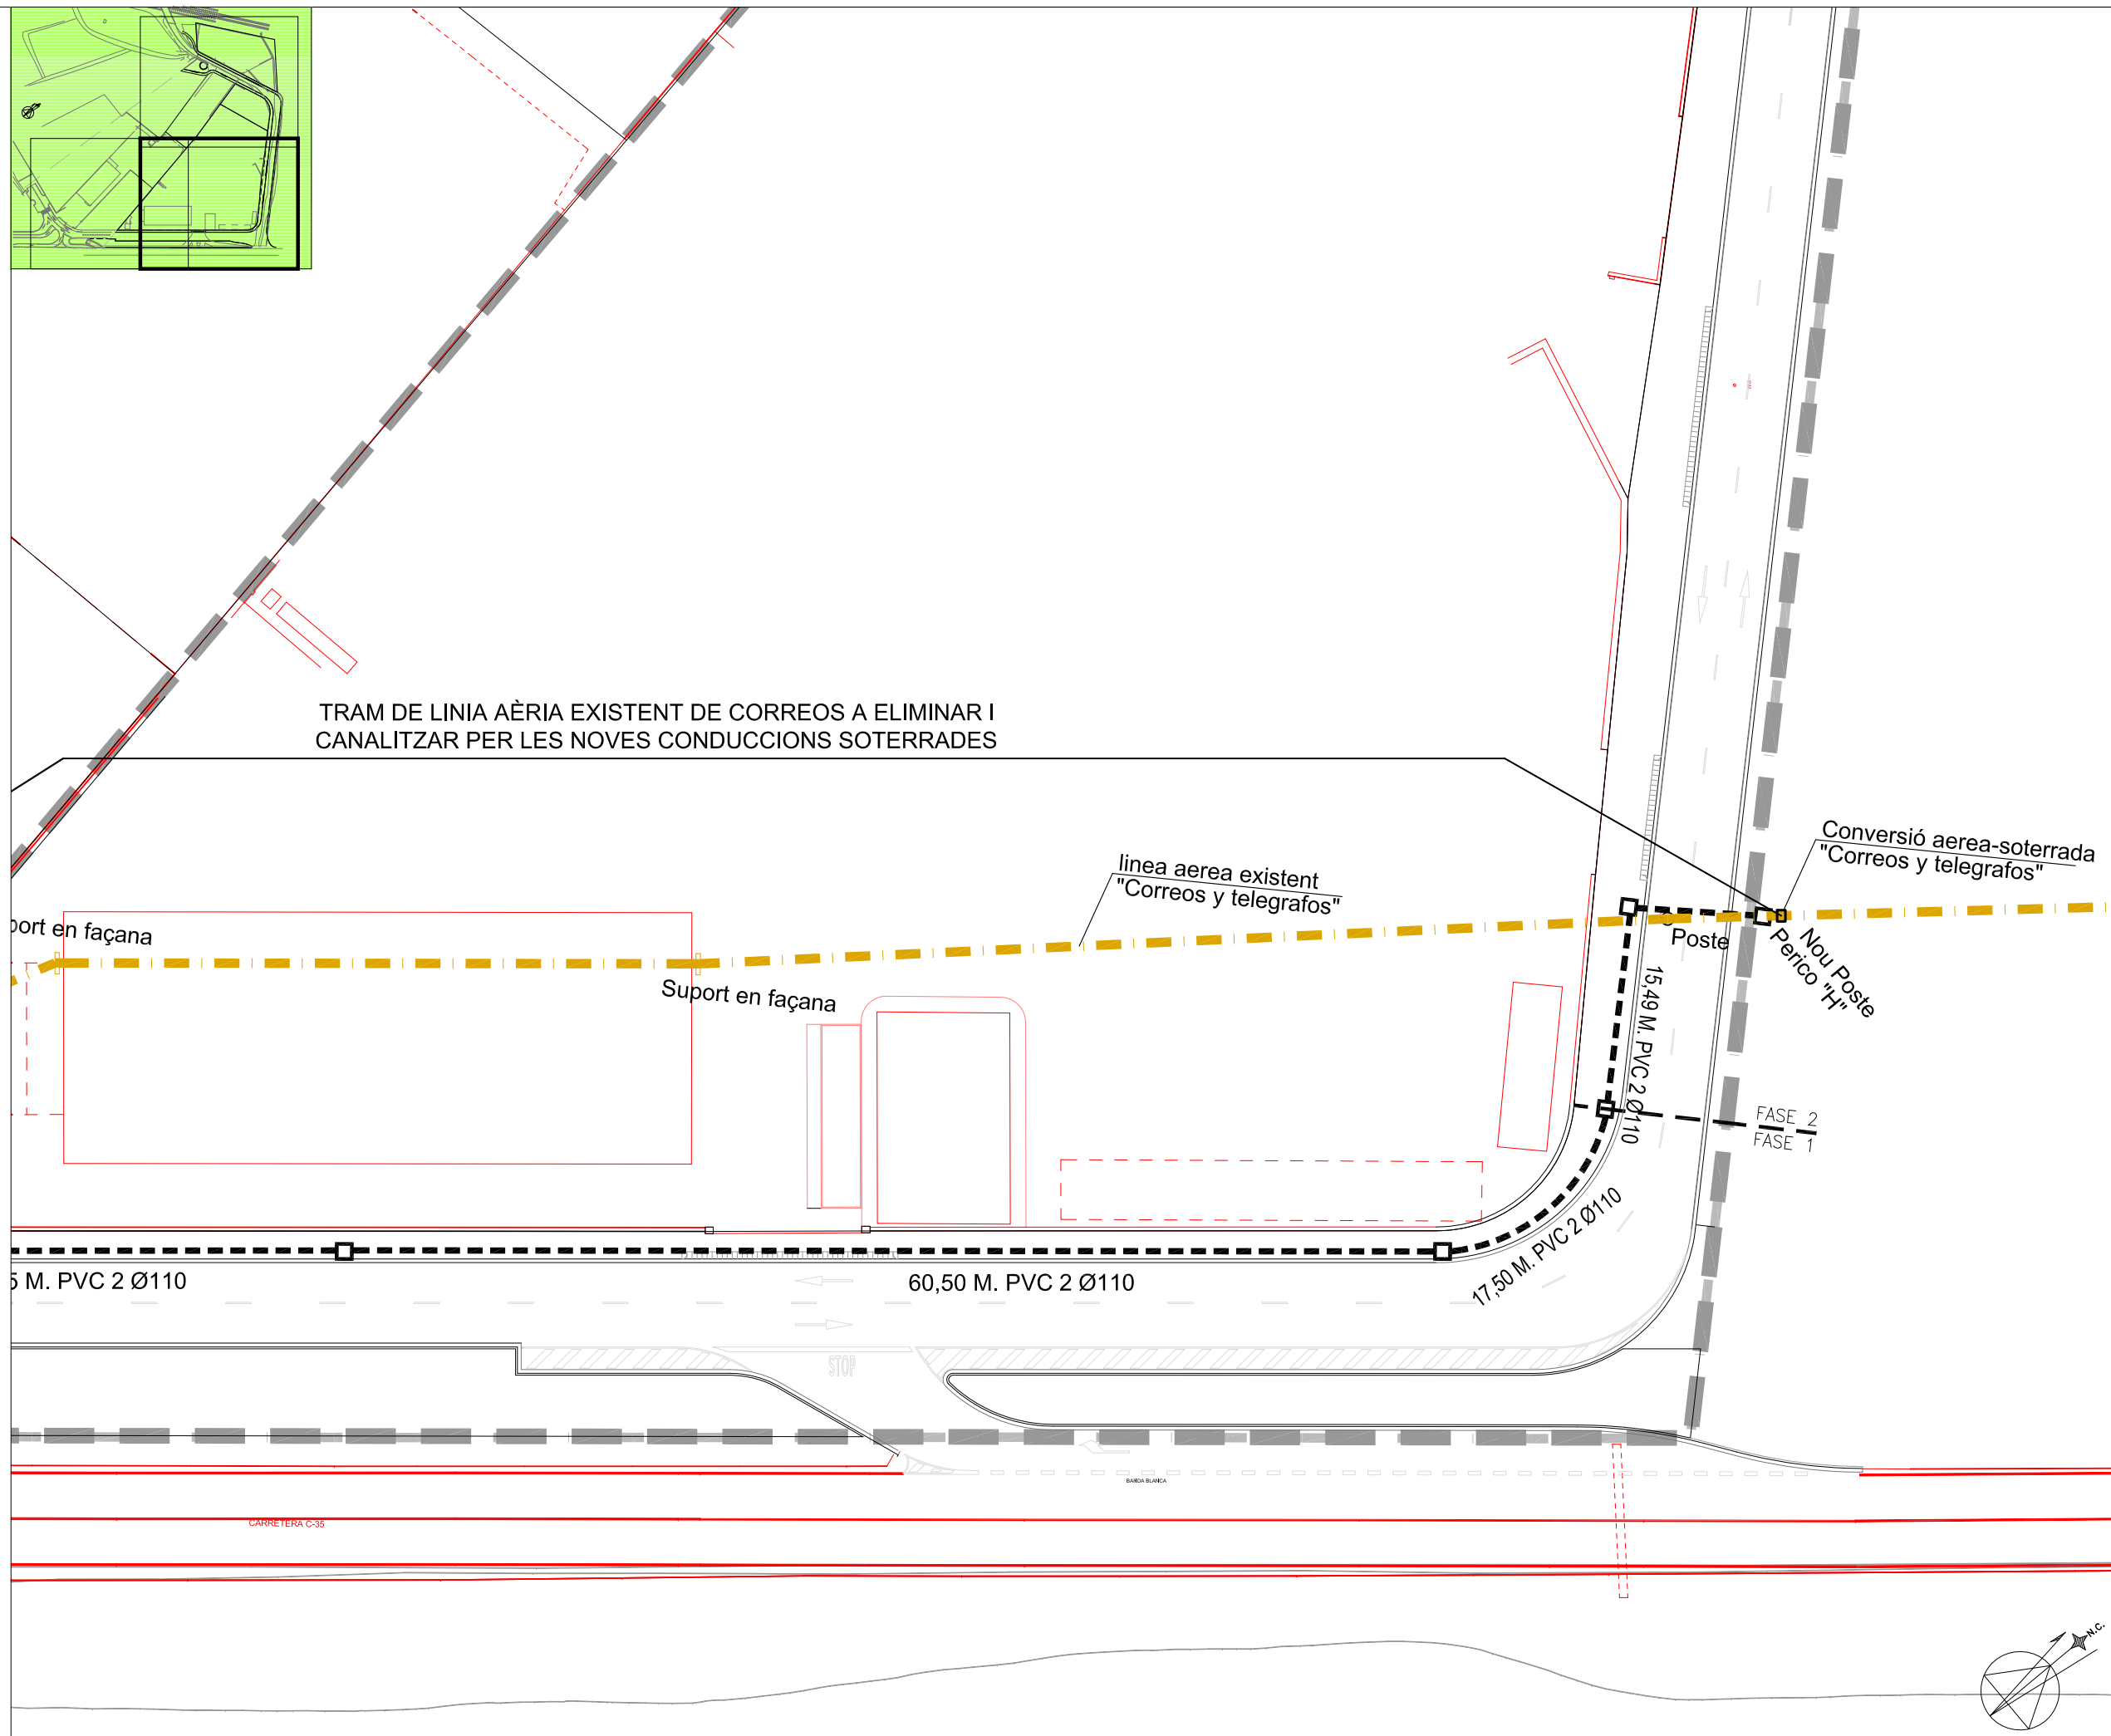 TRAM DE LINIA AÈRIA EXISTENT DE CORREOS A ELIMINAR I
CANALITZAR PER LES NOVES CONDUCCIONS SOTERRADES
Conversió aerea-soterrada
"Correos y telegrafos"
linea aerea existent
"Correos y telegrafos"
port en façana
Poste
Nou Poste
Perico "H"
Suport en façana
15,49 M. PVC 2 Ø110
FASE 2
FASE 1
17,50 M. PVC 2 Ø110
5 M. PVC 2 Ø110
60,50 M. PVC 2 Ø110
STOP
BANDA BLANCA
CARRETERA C-35
N.C.